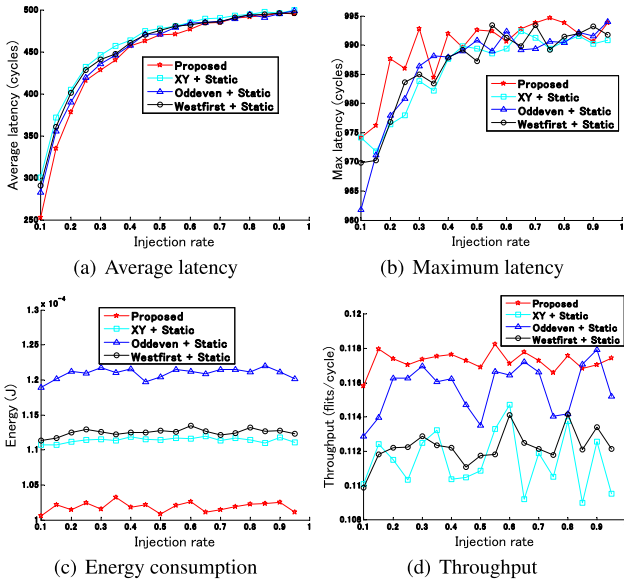 500
450
400
350
300
250
0.1 0.2 0.3 0.4 0.5 0.6 0.7 0.8 0.9 1
Average latency (cycles)
Injection rate
Proposed
XY + Static
Oddeven + Static
Westfirst + Static
(a) Average latency
995
990
985
980
975
970
965
960
0.1 0.2 0.3 0.4 0.5 0.6 0.7 0.8 0.9 1
Max latency (cycles)
Injection rate
Proposed
XY + Static
Oddeven + Static
Westfirst + Static
(b) Maximum latency
x 10-4
1.3
1.25
1.2
1.15
1.1
1.05
1
0.1 0.2 0.3 0.4 0.5 0.6 0.7 0.8 0.9 1
Energy (J)
Injection rate
Proposed
XY + Static
Oddeven + Static
Westfirst + Static
(c) Energy consumption
0.12
0.118
0.116
0.114
0.112
0.11
0.108
0.1 0.2 0.3 0.4 0.5 0.6 0.7 0.8 0.9 1
Throughput (flits/cycle)
Injection rate
Proposed
XY + Static
Oddeven + Static
Westfirst + Static
(d) Throughput